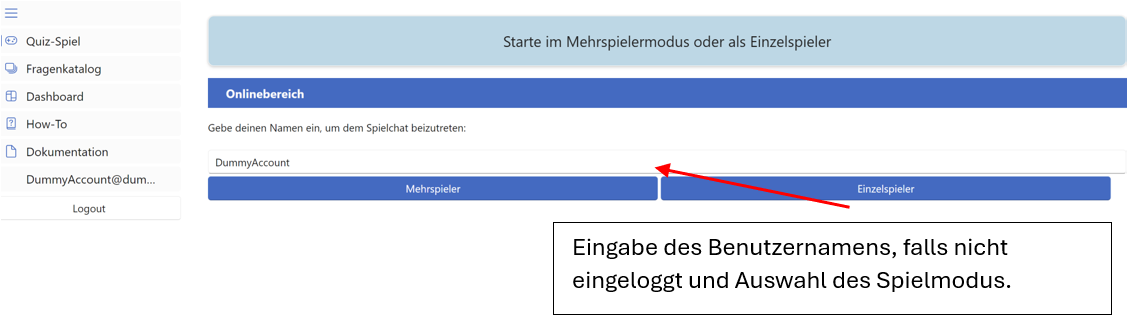 Quiz-Spiel
Fragenkatalog
Dashboard
How-To
Dokumentation
DummyAccount@dum...
Logout
Starte im Mehrspielermodus oder als Einzelspieler
Onlinebereich
Gebe deinen Namen ein, um dem Spielchat beizutreten:
DummyAccount
Mehrspieler
Einzelspieler
Eingabe des Benutzernamens, falls nicht
eingeloggt und Auswahl des Spielmodus.